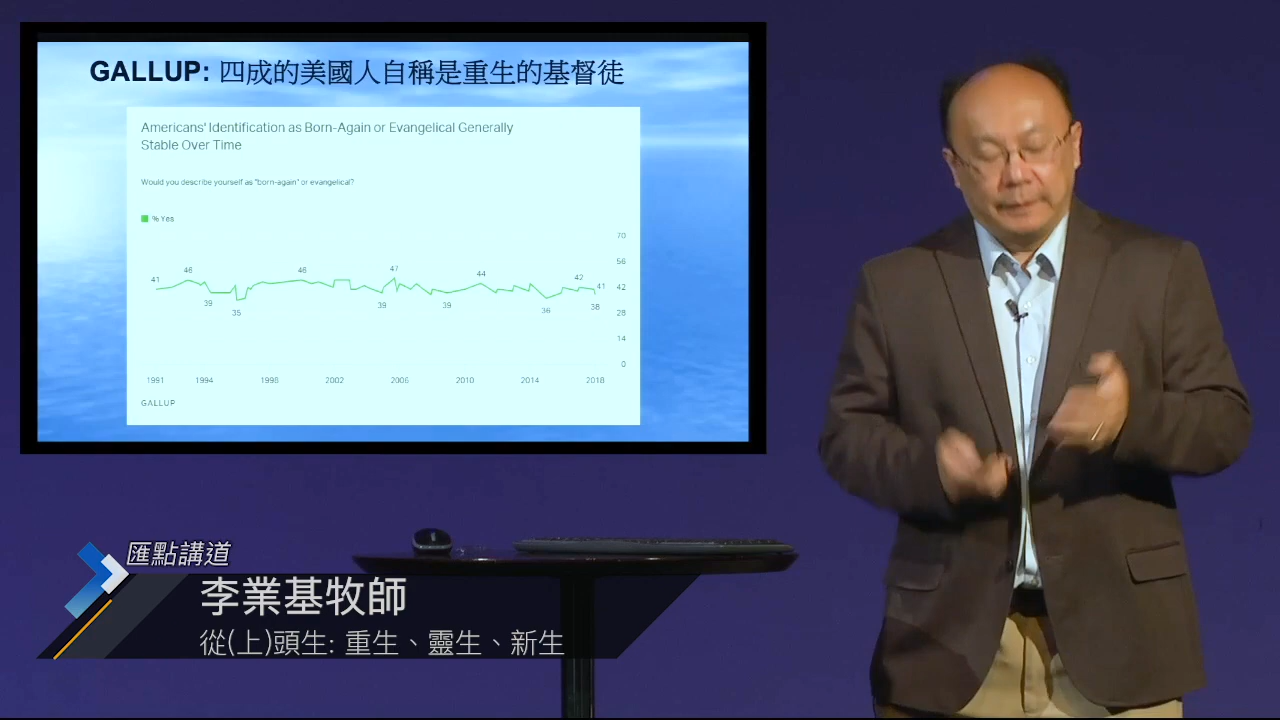 GALLUP: 四成的美國人自稱是重生的基督徒
Americans' Identification as Born-Again or Evangelical Generally
Stable Over Time
Would you describe yourself as "born-again" or evangelical?
% Yes
70
56
42
28
14
0
41 46 39 35 46 39 47 39 44 36 42 41 38
1991 1994 1998 2002 2006 2010 2014 2018
GALLUP
匯點講道
李業基牧師
從(上)頭生: 重生、靈生、新生